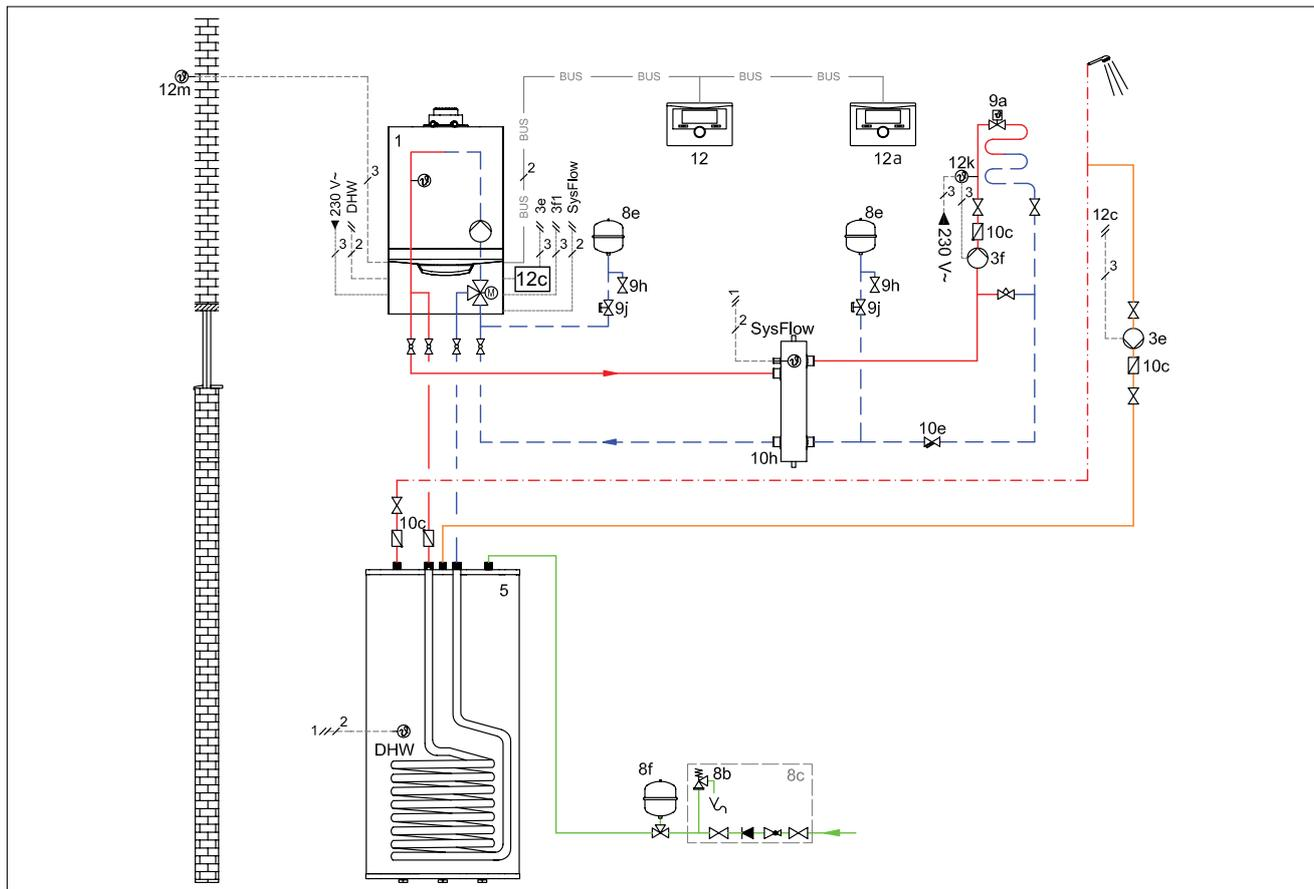 12m
BUS BUS BUS BUS
12
12a
1
3
230 V~
DHW
3 2
BUS
2
BUS
3e
3f1
SysFlow
3 3 2
12c
8e
9h
9j
8e
9h
9j
9a
12k
3 3
230 V~
10c
3f
12c
3
3e
10c
1
2
SysFlow
M
10e
10h
10c
5
1 2
DHW
8f
8b
8c